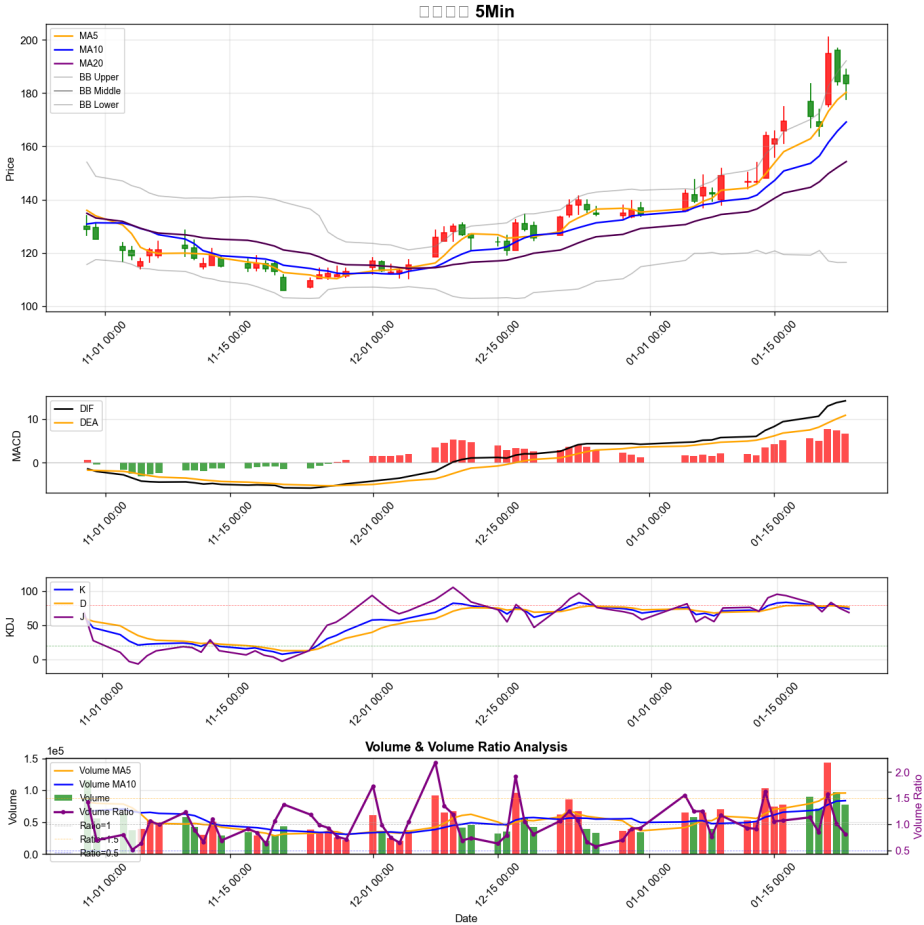 5Min
MA5
MA10
MA20
BB Upper
BB Middle
BB Lower
Price
200
180
160
140
120
100
11-01 00:00
11-15 00:00
12-01 00:00
12-15 00:00
01-01 00:00
01-15 00:00
DIF
DEA
MACD
10
0
11-01 00:00
11-15 00:00
12-01 00:00
12-15 00:00
01-01 00:00
01-15 00:00
K
D
J
KDJ
100
50
0
11-01 00:00
11-15 00:00
12-01 00:00
12-15 00:00
01-01 00:00
01-15 00:00
Volume & Volume Ratio Analysis
1e5
Volume MA5
Volume MA10
Volume
Volume Ratio
Ratio=1
Ratio=1.5
Ratio=0.5
Volume
1.5
1.0
0.5
0.0
2.0
1.5
1.0
0.5
Volume Ratio
11-01 00:00
11-15 00:00
12-01 00:00
12-15 00:00
01-01 00:00
01-15 00:00
Date